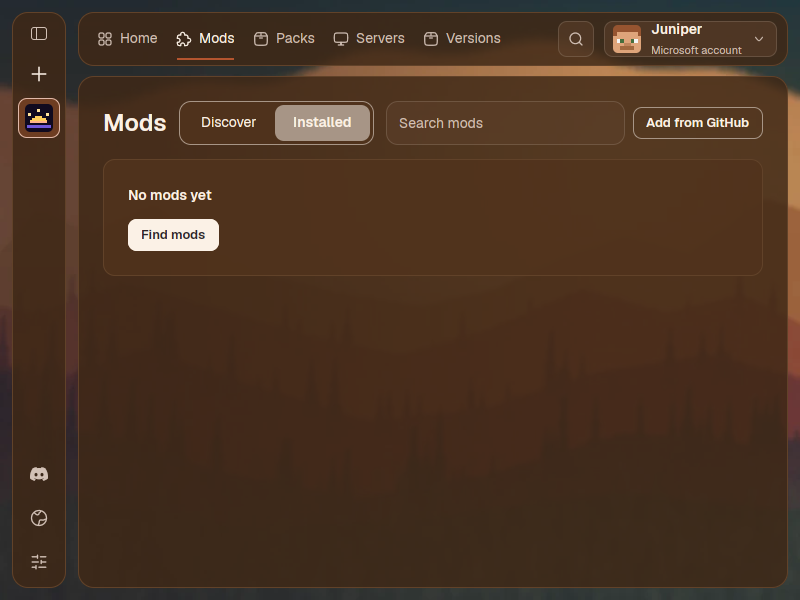 Home Mods Packs Servers Versions
Juniper
Microsoft account
Mods
Discover Installed
Search mods
Add from GitHub
No mods yet
Find mods